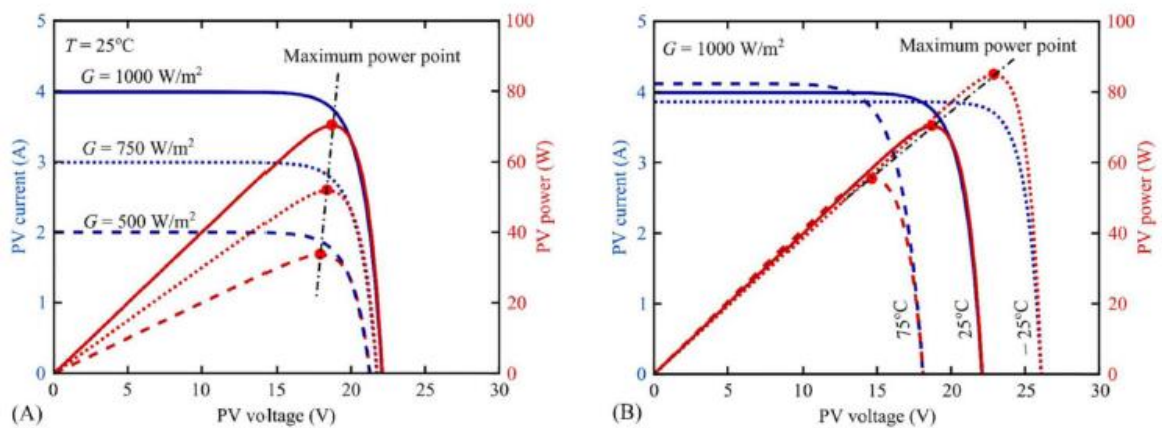 T = 25°C
G = 1000 W/m²
G = 750 W/m²
G = 500 W/m²
Maximum power point
5
4
3
2
1
0
PV current (A)
100
80
60
40
20
0
PV power (W)
0 5 10 15 20 25 30
PV voltage (V)
(A)
G = 1000 W/m²
Maximum power point
75°C
25°C
− 25°C
5
4
3
2
1
0
PV current (A)
100
80
60
40
20
0
PV power (W)
0 5 10 15 20 25 30
PV voltage (V)
(B)